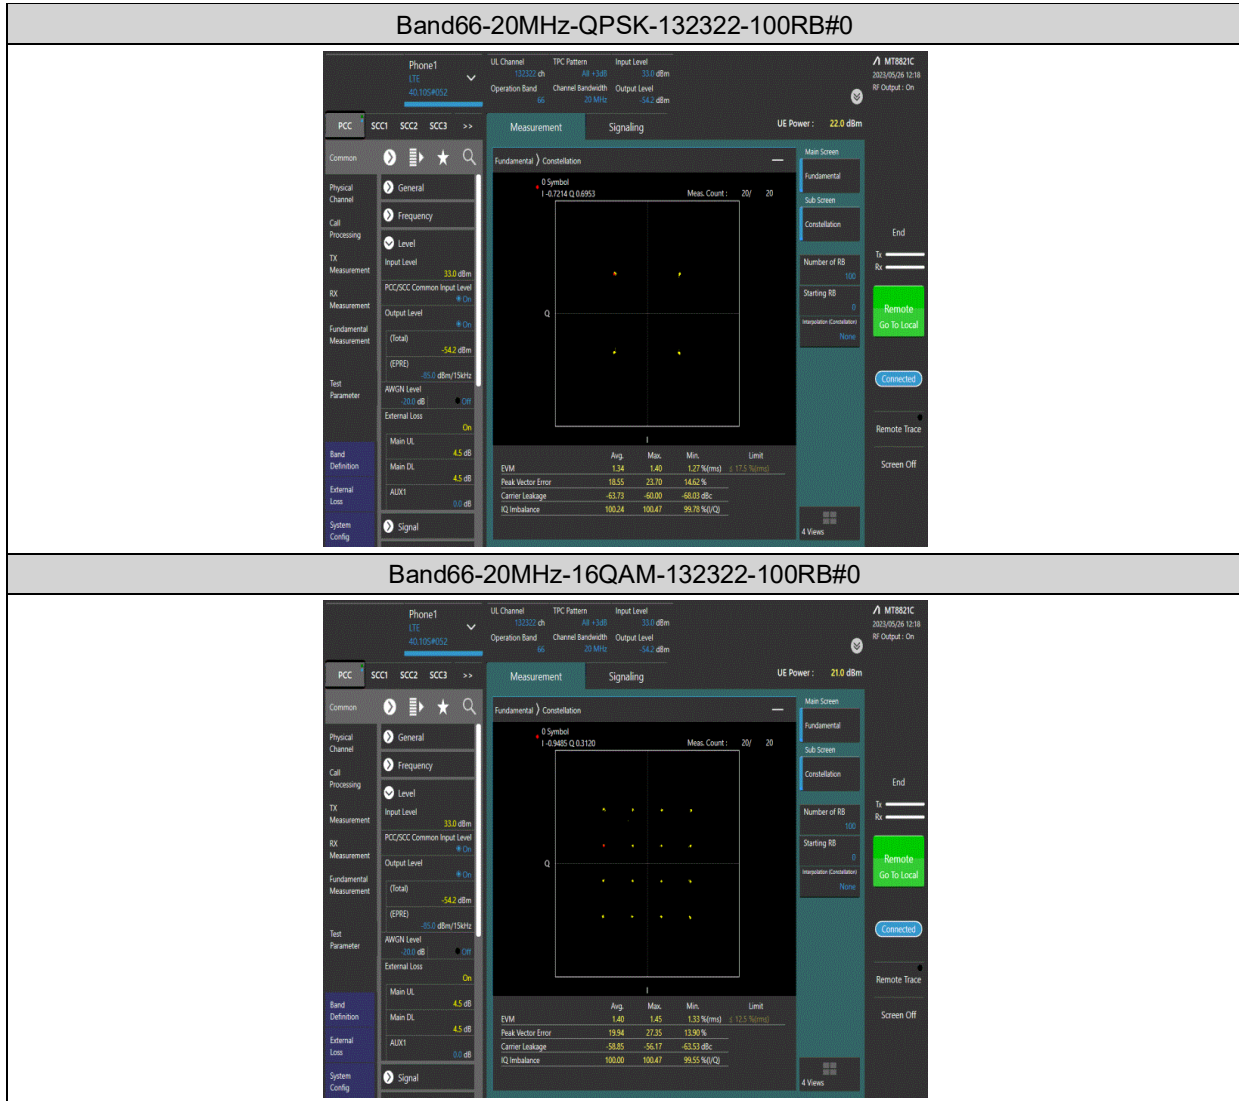 Band66-20MHz-QPSK-132322-100RB#0
Phone1
LTE
40.10S#052
UL Channel TPC Pattern Input Level
132322 ch All +3dB 33.0 dBm
Operation Band Channel Bandwidth Output Level
66 20 MHz -54.2 dBm
MT8821C
2023/05/26 12:18
RF Output : On
PCC SCC1 SCC2 SCC3 >>
Measurement Signaling
UE Power : 22.0 dBm
Common
Physical
Channel
Call
Processing
TX
Measurement
RX
Measurement
Fundamental
Measurement
Test
Parameter
Band
Definition
External
Loss
System
Config
General
Frequency
Level
Input Level
33.0 dBm
PCC/SCC Common Input Level
On
Output Level
On
(Total)
-54.2 dBm
(EPRE)
-85.0 dBm/15kHz
AWGN Level
-20.0 dB Off
External Loss
On
Main UL
4.5 dB
Main DL
4.5 dB
AUX1
0.0 dB
Signal
Fundamental Constellation
0 Symbol
I -0.7214 Q 0.6953 Meas. Count : 20/ 20
Q
I
Avg. Max. Min. Limit
EVM 1.34 1.40 1.27 %(rms) ≤ 17.5 %(rms)
Peak Vector Error 18.55 23.70 14.62 %
Carrier Leakage -63.73 -60.00 -68.03 dBc
IQ Imbalance 100.24 100.47 99.78 %(I/Q)
Main Screen
Fundamental
Sub Screen
Constellation
Number of RB
100
Starting RB
0
Interpolation (Constellation)
None
4 Views
End
Tx
Rx
Remote
Go To Local
Connected
Remote Trace
Screen Off
Band66-20MHz-16QAM-132322-100RB#0
Phone1
LTE
40.10S#052
UL Channel TPC Pattern Input Level
132322 ch All +3dB 33.0 dBm
Operation Band Channel Bandwidth Output Level
66 20 MHz -54.2 dBm
MT8821C
2023/05/26 12:18
RF Output : On
PCC SCC1 SCC2 SCC3 >>
Measurement Signaling
UE Power : 21.0 dBm
Common
Physical
Channel
Call
Processing
TX
Measurement
RX
Measurement
Fundamental
Measurement
Test
Parameter
Band
Definition
External
Loss
System
Config
General
Frequency
Level
Input Level
33.0 dBm
PCC/SCC Common Input Level
On
Output Level
On
(Total)
-54.2 dBm
(EPRE)
-85.0 dBm/15kHz
AWGN Level
-20.0 dB Off
External Loss
On
Main UL
4.5 dB
Main DL
4.5 dB
AUX1
0.0 dB
Signal
Fundamental Constellation
0 Symbol
I -0.9485 Q 0.3120 Meas. Count : 20/ 20
Q
I
Avg. Max. Min. Limit
EVM 1.40 1.45 1.33 %(rms) ≤ 12.5 %(rms)
Peak Vector Error 19.94 27.35 13.90 %
Carrier Leakage -58.85 -56.17 -63.53 dBc
IQ Imbalance 100.00 100.47 99.55 %(I/Q)
Main Screen
Fundamental
Sub Screen
Constellation
Number of RB
100
Starting RB
0
Interpolation (Constellation)
None
4 Views
End
Tx
Rx
Remote
Go To Local
Connected
Remote Trace
Screen Off